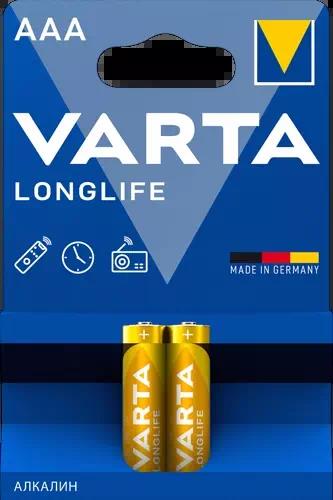 AAA
VARTA
LONGLIFE
MADE IN GERMANY
+ +
VARTA
LONGLIFE
VARTA
LONGLIFE
АЛКАЛИН